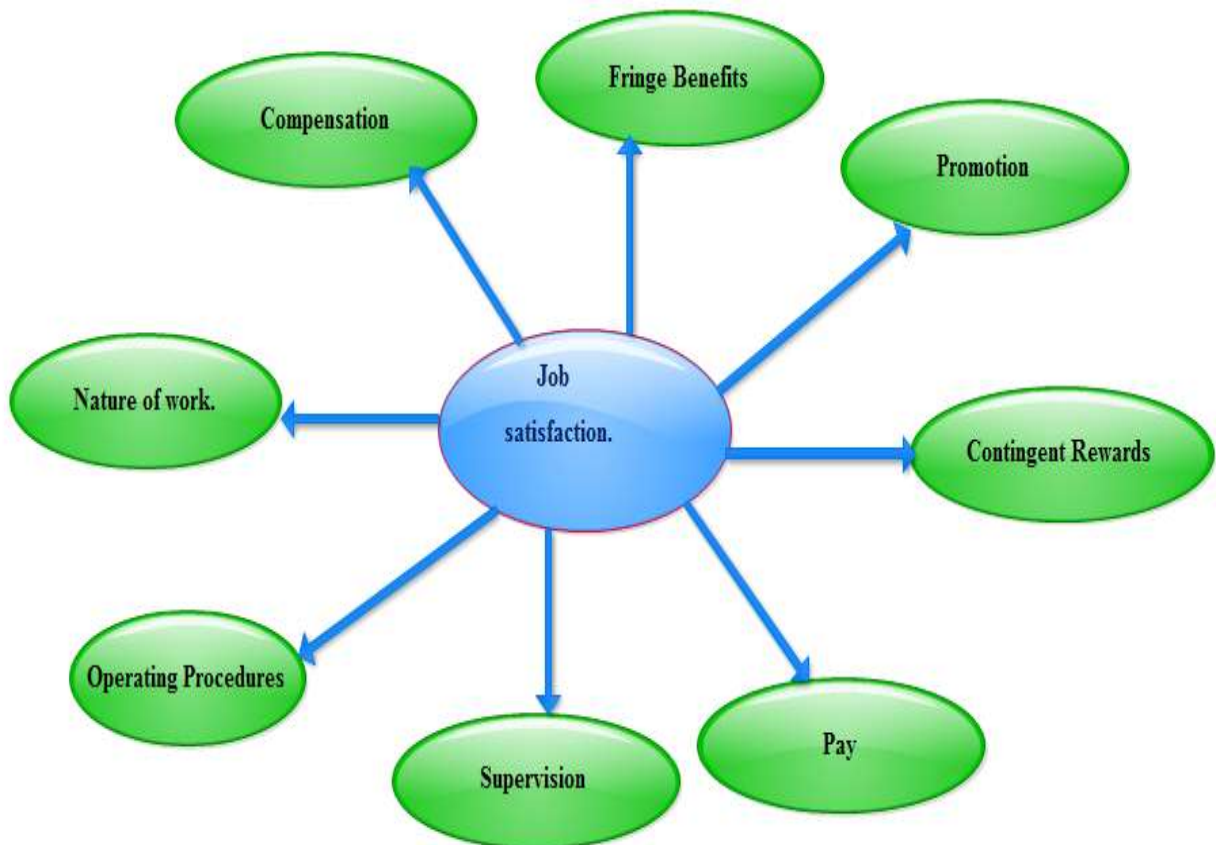 Fringe Benefits
Compensation
Promotion
Job
satisfaction.
Nature of work.
Contingent Rewards
Operating Procedures
Pay
Supervision